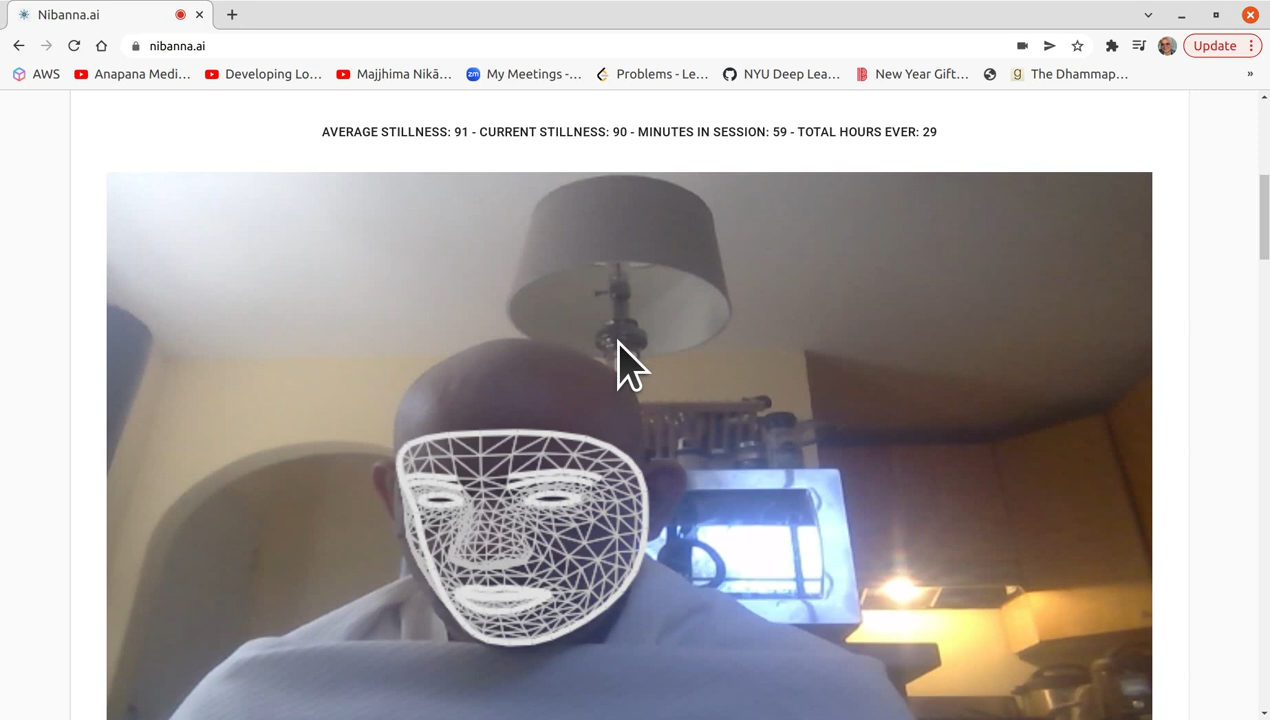 Nibanna.ai
nibanna.ai
Update
AWS
Anapana Medi...
Developing Lo...
Majjhima Nikā...
zm My Meetings -...
Problems - Le...
NYU Deep Lea...
New Year Gift...
g The Dhammap...
»
AVERAGE STILLNESS: 91 - CURRENT STILLNESS: 90 - MINUTES IN SESSION: 59 - TOTAL HOURS EVER: 29